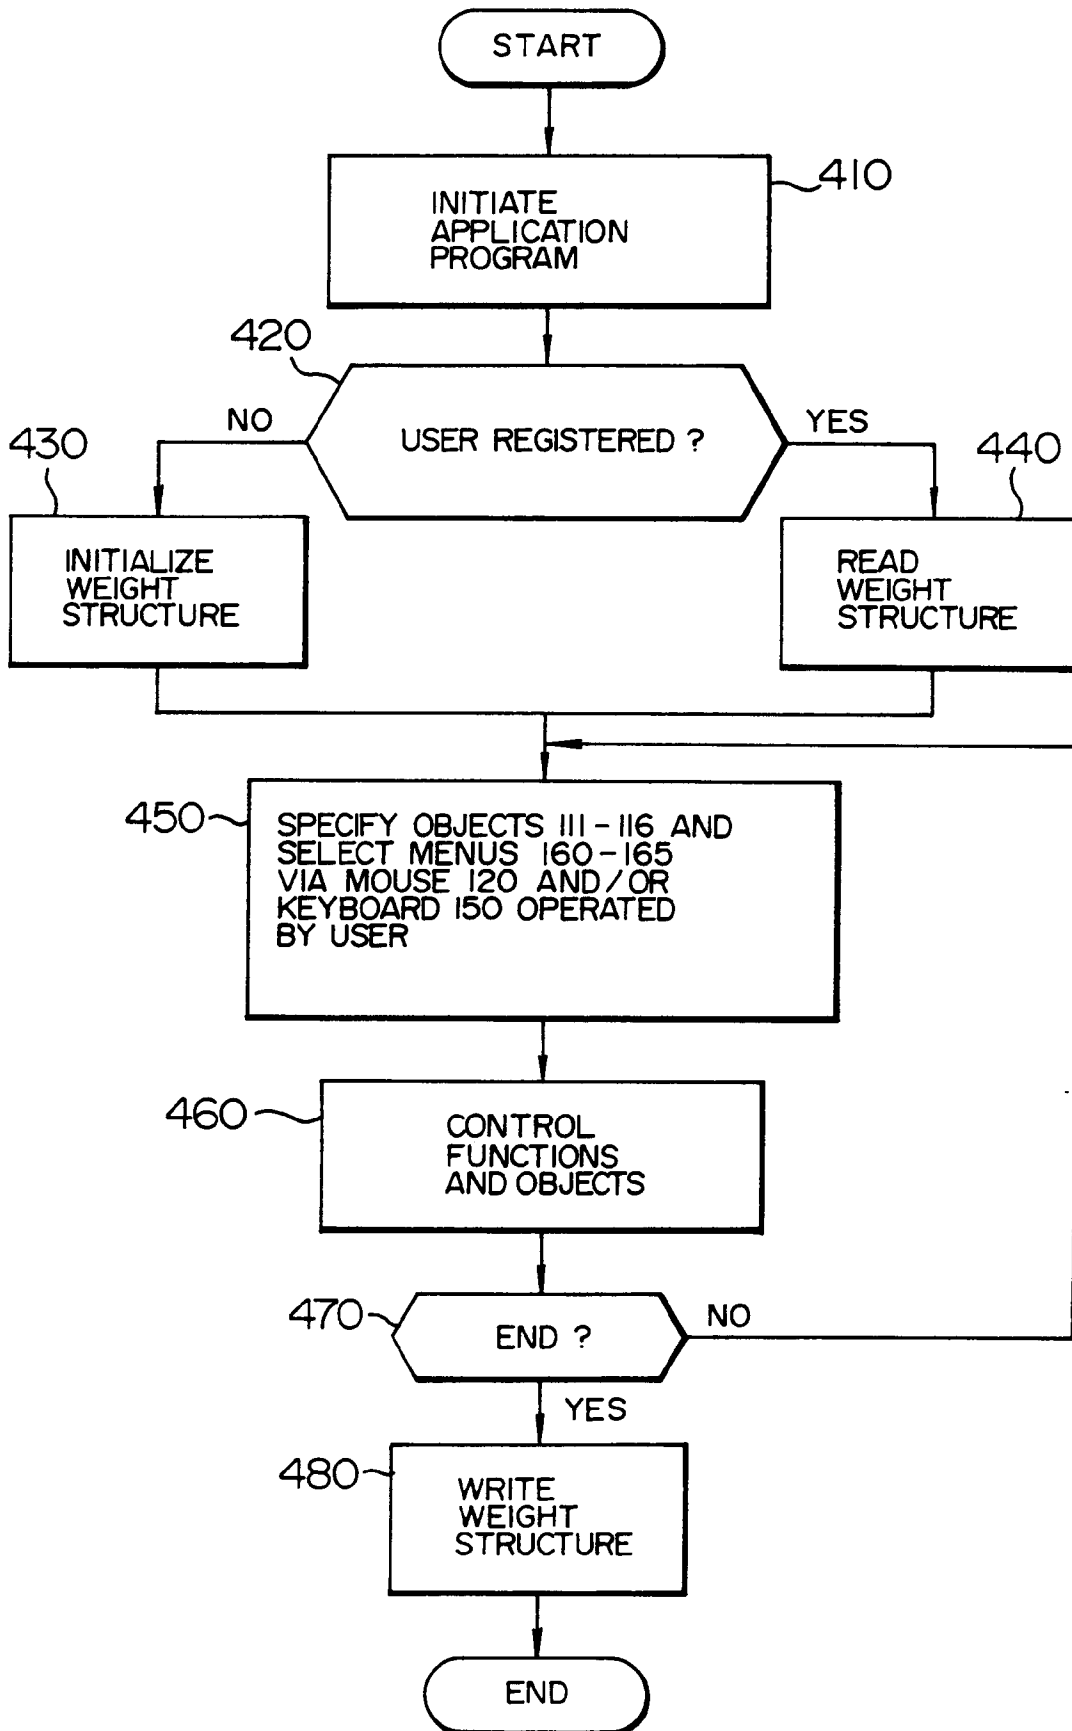 START
410
INITIATE
APPLICATION
PROGRAM
420
NO
USER REGISTERED ?
YES
430
440
INITIALIZE
WEIGHT
STRUCTURE
READ
WEIGHT
STRUCTURE
450
SPECIFY OBJECTS 111-116 AND
SELECT MENUS 160-165
VIA MOUSE 120 AND/OR
KEYBOARD 150 OPERATED
BY USER
460
CONTROL
FUNCTIONS
AND OBJECTS
470
END ?
NO
YES
480
WRITE
WEIGHT
STRUCTURE
END